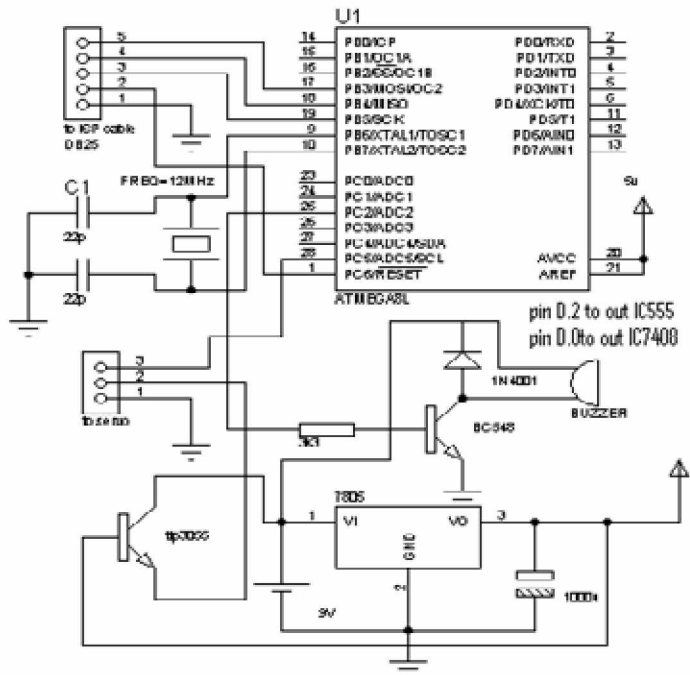 U1
14 PB0/ICP
15 PB1/OC1A
16 PB2/SS/OC1B
17 PB3/MOSI/OC2
18 PB4/MISO
19 PB5/SCK
9 PB6/XTAL1/TOSC1
10 PB7/XTAL2/TOSC2
23 PC0/ADC0
24 PC1/ADC1
25 PC2/ADC2
26 PC3/ADC3
27 PC4/ADC4/SDA
28 PC5/ADC5/SCL
1 PC6/RESET
PD0/RXD 2
PD1/TXD 3
PD2/INT0 4
PD3/INT1 5
PD4/XCK/T0 6
PD5/T1 11
PD6/AIN0 12
PD7/AIN1 13
AVCC 20
AREF 21
ATMEGA8L
5
4
3
2
1
to ICP cable
DB25
C1
FREQ=12MHz
22p
22p
5v
pin D.2 to out IC555
pin D.0to out IC7408
3
2
1
to servo
1N4001
BUZZER
3K3
BC548
7805
1 VI
VO 3
GND
2
tip3055
9V